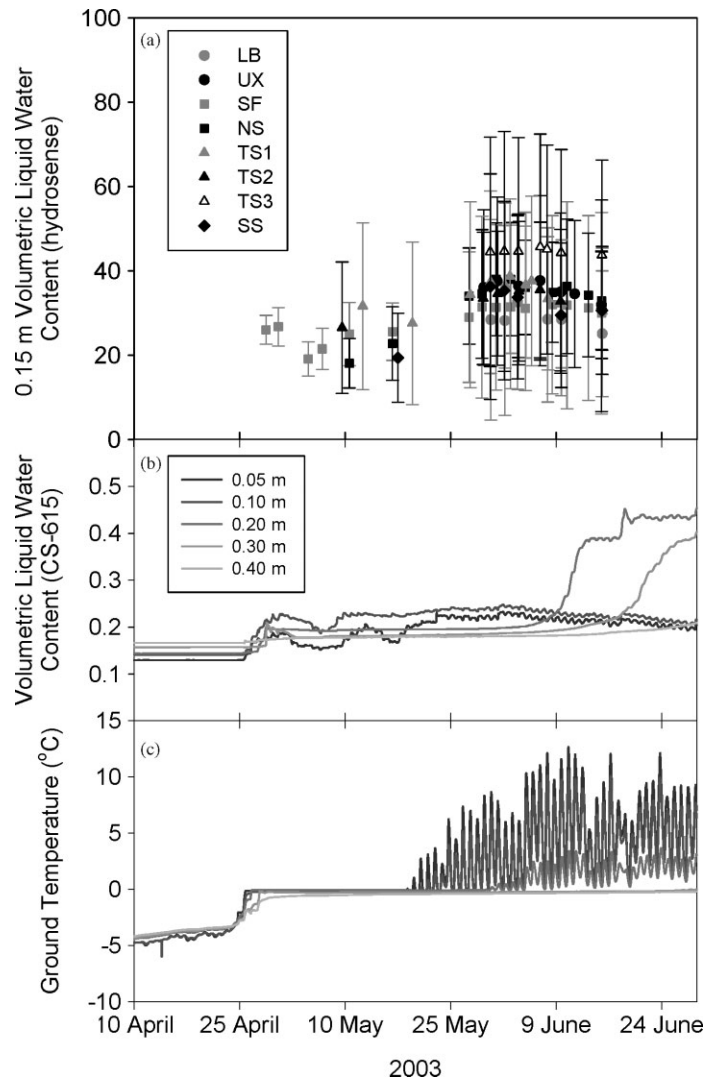 (a)
LB
UX
SF
NS
TS1
TS2
TS3
SS
100
80
60
40
20
0
0.15 m Volumetric Liquid Water
Content (hydrosense)
(b)
0.05 m
0.10 m
0.20 m
0.30 m
0.40 m
0.5
0.4
0.3
0.2
0.1
Volumetric Liquid Water
Content (CS-615)
(c)
15
10
5
0
-5
-10
Ground Temperature (°C)
10 April 25 April 10 May 25 May 9 June 24 June
2003